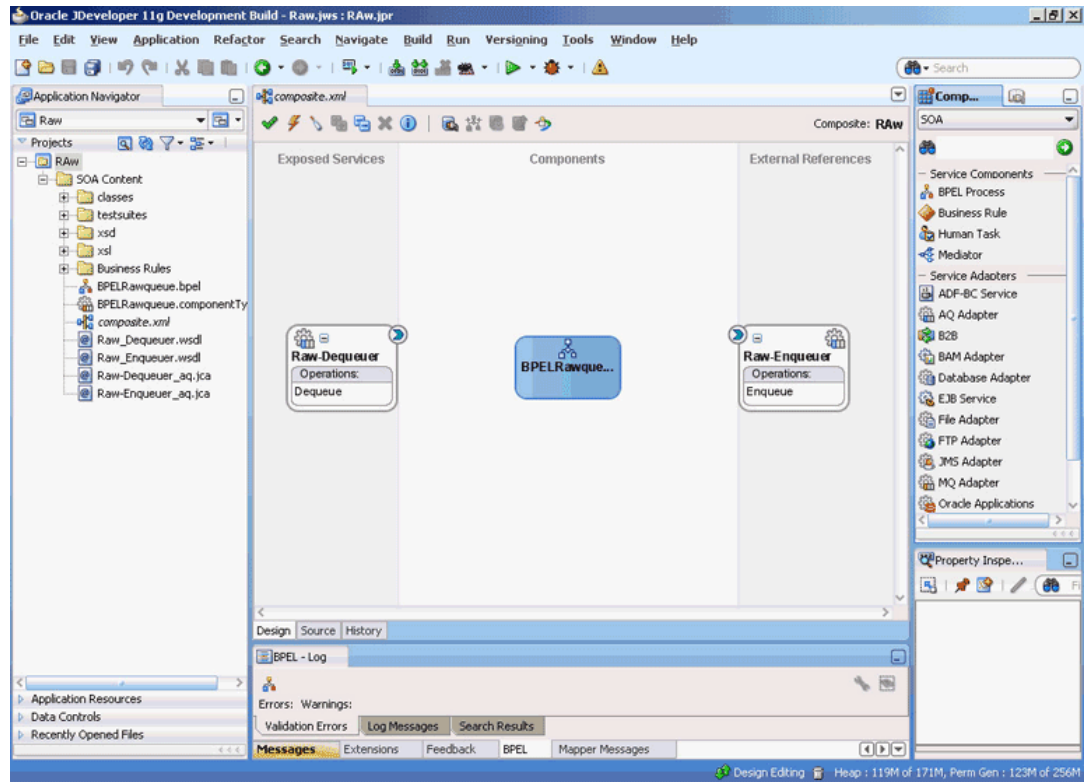 Oracle JDeveloper 11g Development Build - Raw.jws : RAw.jpr
File Edit View Application Refactor Search Navigate Build Run Versioning Tools Window Help
Search
Application Navigator
Raw
Projects
RAw
SOA Content
classes
testsuites
xsd
xsl
Business Rules
BPELRawqueue.bpel
BPELRawqueue.componentTy
composite.xml
Raw_Dequeuer.wsdl
Raw_Enqueuer.wsdl
Raw-Dequeuer_aq.jca
Raw-Enqueuer_aq.jca
Application Resources
Data Controls
Recently Opened Files
composite.xml
Composite: RAw
Exposed Services
Components
External References
Raw-Dequeuer
Operations:
Dequeue
BPELRawque...
Raw-Enqueuer
Operations:
Enqueue
Design Source History
BPEL - Log
Errors: Warnings:
Validation Errors Log Messages Search Results
Messages Extensions Feedback BPEL Mapper Messages
Comp...
SOA
Service Components
BPEL Process
Business Rule
Human Task
Mediator
Service Adapters
ADF-BC Service
AQ Adapter
B2B
BAM Adapter
Database Adapter
EJB Service
File Adapter
FTP Adapter
JMS Adapter
MQ Adapter
Oracle Applications
Property Inspe...
Fi
Design Editing Heap : 119M of 171M, Perm Gen : 123M of 256M